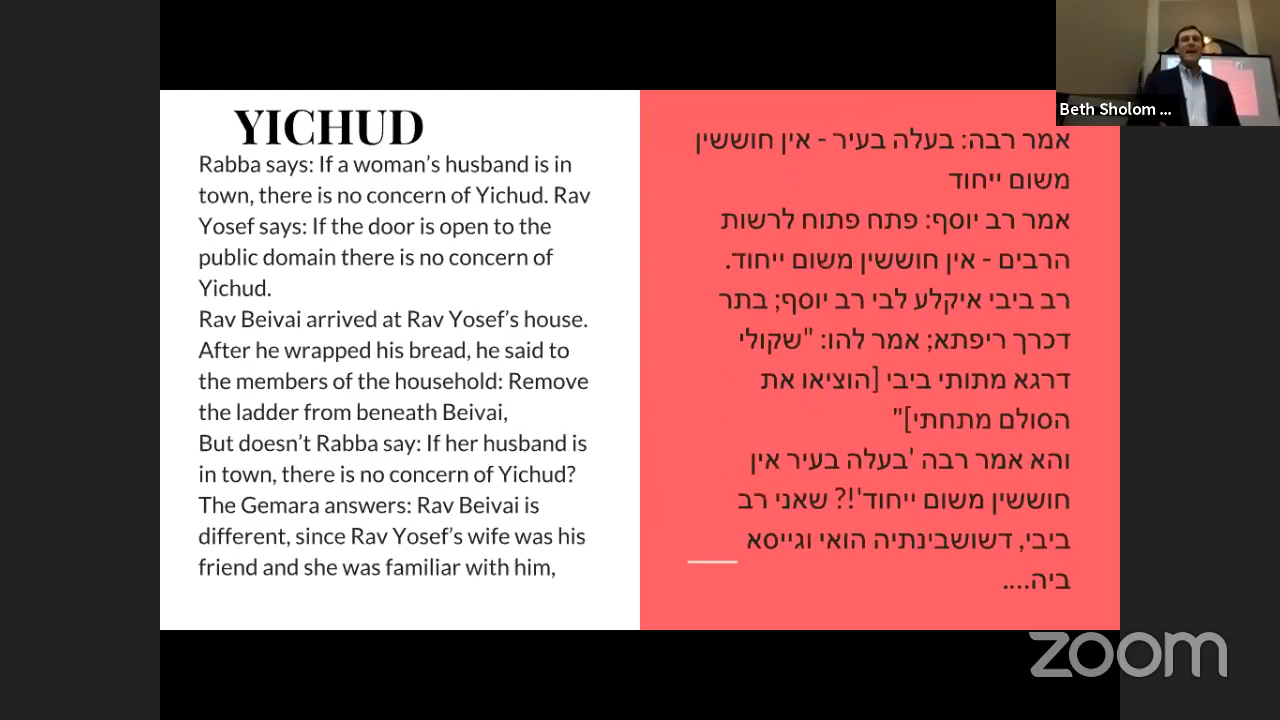 YICHUD
Rabba says: If a woman’s husband is in
town, there is no concern of Yichud. Rav
Yosef says: If the door is open to the
public domain there is no concern of
Yichud.
Rav Beivai arrived at Rav Yosef’s house.
After he wrapped his bread, he said to
the members of the household: Remove
the ladder from beneath Beivai,
But doesn’t Rabba say: If her husband is
in town, there is no concern of Yichud?
The Gemara answers: Rav Beivai is
different, since Rav Yosef’s wife was his
friend and she was familiar with him,
אמר רבה: בעלה בעיר - אין חוששין
משום ייחוד
אמר רב יוסף: פתח פתוח לרשות
הרבים - אין חוששין משום ייחוד.
רב ביבי איקלע לבי רב יוסף; בתר
דכרך ריפתא; אמר להו: "שקולי
דרגא מתותי ביבי [הוציאו את
הסולם מתחתי]"
והא אמר רבה 'בעלה בעיר אין
חוששין משום ייחוד'!? שאני רב
ביבי, דשושבינתיה הואי וגייסא
ביה....
Beth Sholom ...
zoom